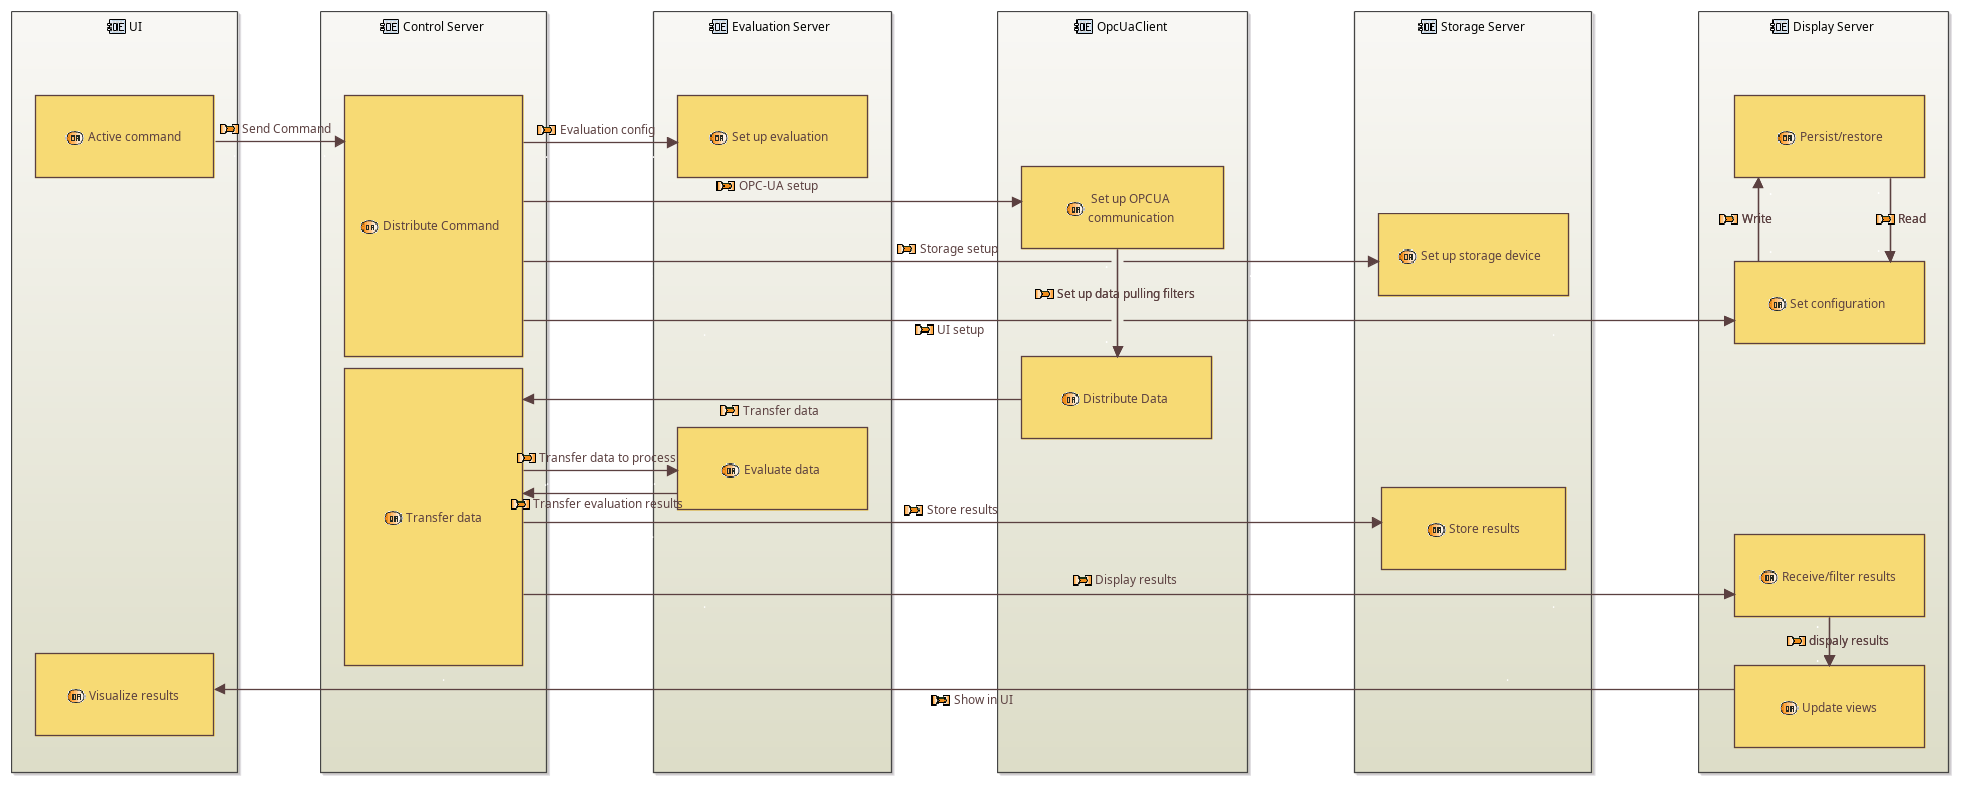 UI
Control Server
Evaluation Server
OpcUaClient
Storage Server
Display Server
Active command
Send Command
Evaluation config
Set up evaluation
Persist/restore
OPC-UA setup
Set up OPCUA
communication
Distribute Command
Write
Read
Storage setup
Set up storage device
Set up data pulling filters
Set configuration
UI setup
Distribute Data
Transfer data
Transfer data to process
Evaluate data
Transfer evaluation results
Store results
Transfer data
Store results
Display results
Receive/filter results
dispaly results
Visualize results
Show in UI
Update views